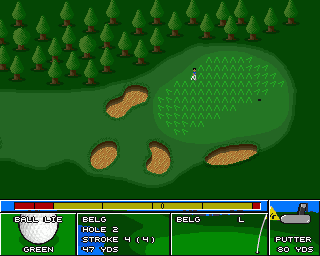 BALL LIE
GREEN
BELG
HOLE 2
STROKE 4 ( 4 )
47 YDS
BELG L
PUTTER
80 YDS